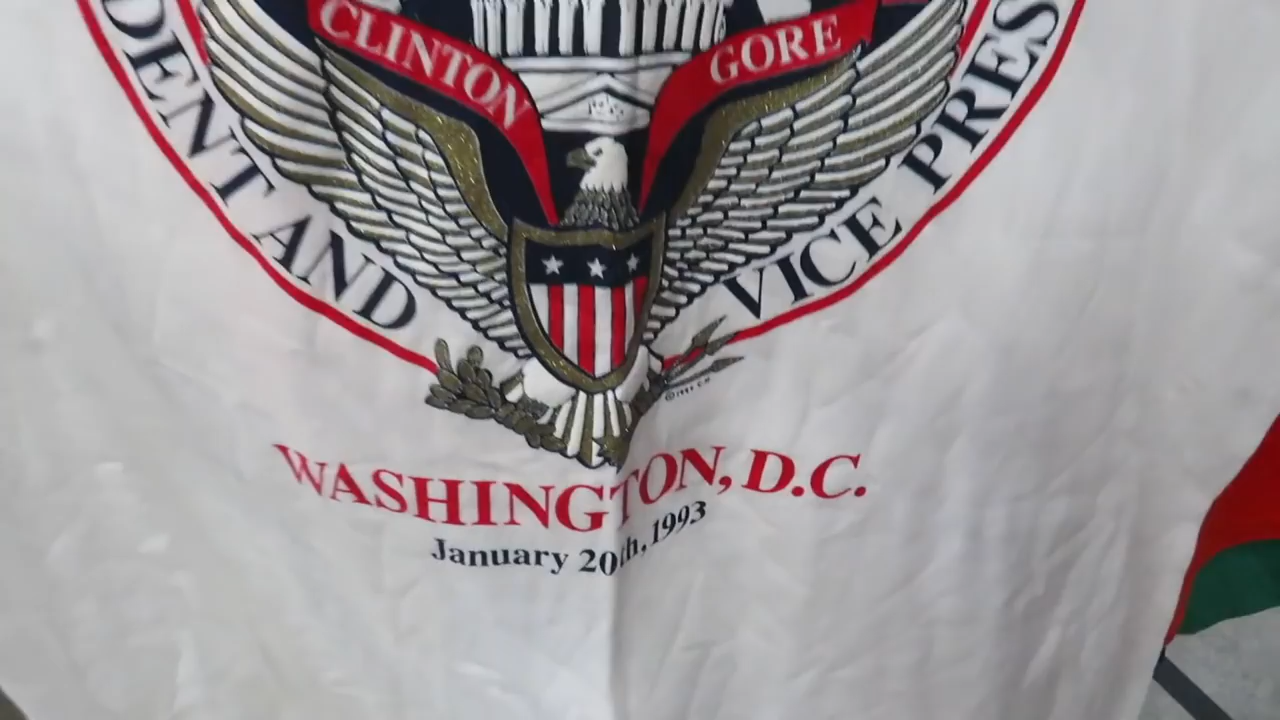 CLINTON
GORE
DENT AND
VICE PRES
WASHINGTON, D.C.
January 20th, 1993